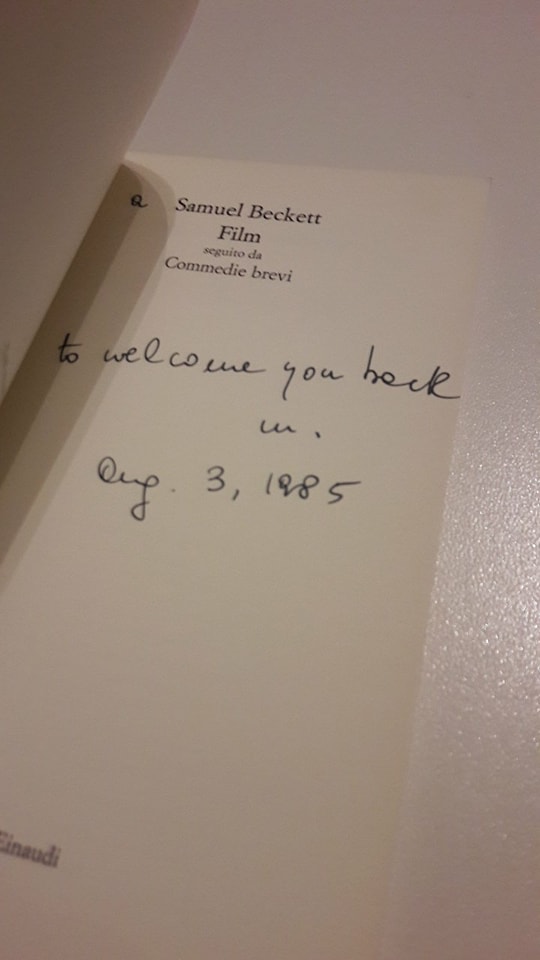 a Samuel Beckett
Film
seguito da
Commedie brevi
to welcome you back
m.
Aug. 3, 1985
Einaudi